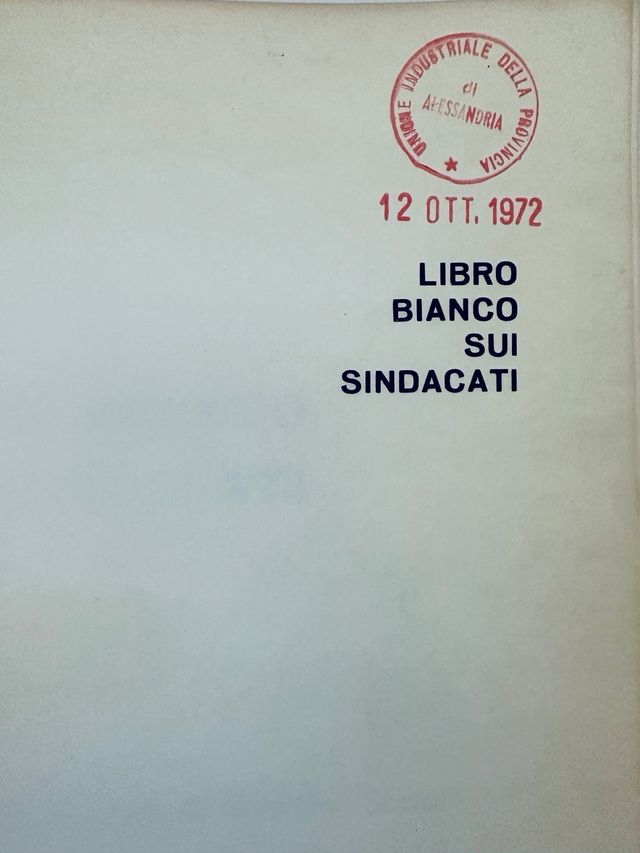 UNIONE INDUSTRIALE DELLA PROVINCIA
di
ALESSANDRIA
12 OTT. 1972
LIBRO
BIANCO
SUI
SINDACATI